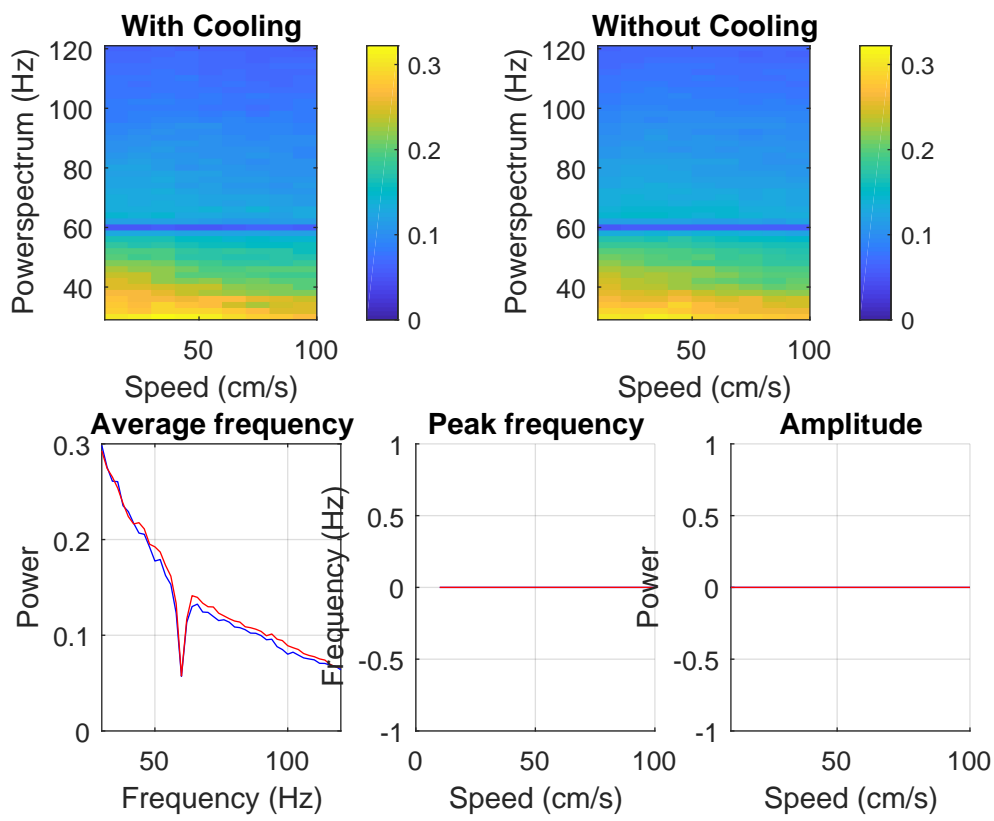 With Cooling
Powerspectrum (Hz)
120
100
80
60
40
50
100
Speed (cm/s)
0.3
0.2
0.1
0
Without Cooling
Powerspectrum (Hz)
120
100
80
60
40
50
100
Speed (cm/s)
0.3
0.2
0.1
0
Average frequency
Power
0.3
0.2
0.1
0
50
100
Frequency (Hz)
Peak frequency
Frequency (Hz)
1
0.5
0
-0.5
-1
0
50
100
Speed (cm/s)
Amplitude
Power
1
0.5
0
-0.5
-1
50
100
Speed (cm/s)